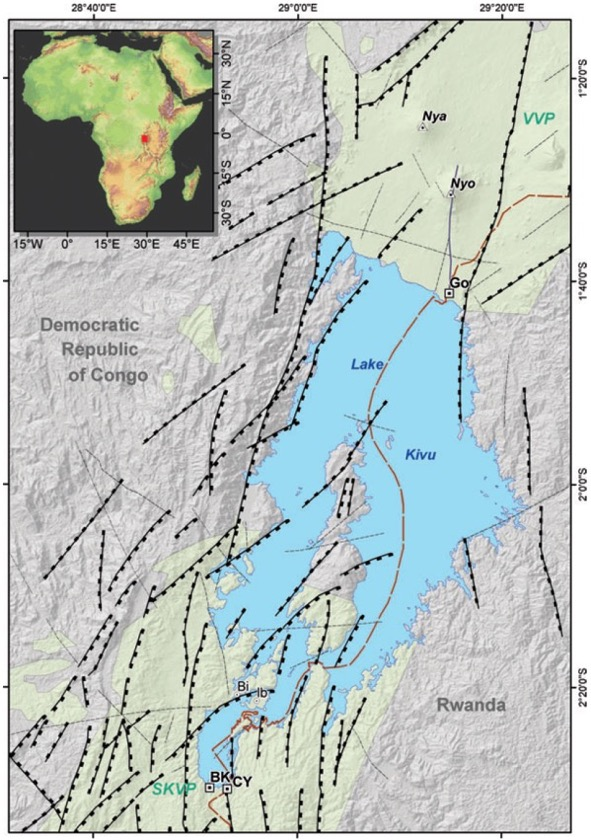 28°40'0"E 29°0'0"E 29°20'0"E
30°N
15°N
0°
15°S
30°S
15°W 0° 15°E 30°E 45°E
1°20'0"S
Nya
VVP
Nyo
Go
1°40'0"S
Democratic
Republic
of Congo
Lake
Kivu
2°0'0"S
Bi
Ib
2°20'0"S
Rwanda
SKVP
BK
CY